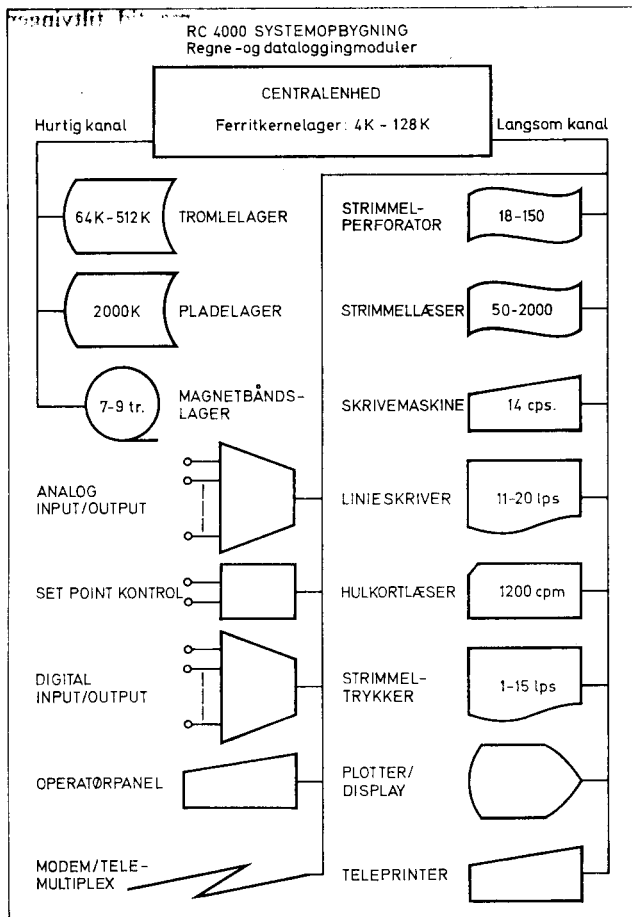 RC 4000 SYSTEMOPBYGNING
Regne-og dataloggingmoduler
CENTRALENHED
Ferritkernelager: 4K - 128K
Hurtig kanal
Langsom kanal
64K-512K
TROMLELAGER
2000K
PLADELAGER
7-9 tr.
MAGNETBÅNDS-
LAGER
ANALOG
INPUT/OUTPUT
SET POINT KONTROL
DIGITAL
INPUT/OUTPUT
OPERATØRPANEL
MODEM/TELE-
MULTIPLEX
STRIMMEL-
PERFORATOR
18-150
STRIMMELLÆSER
50-2000
SKRIVEMASKINE
14 cps.
LINIESKRIVER
11-20 lps
HULKORTLÆSER
1200 cpm
STRIMMEL-
TRYKKER
1-15 lps
PLOTTER/
DISPLAY
TELEPRINTER